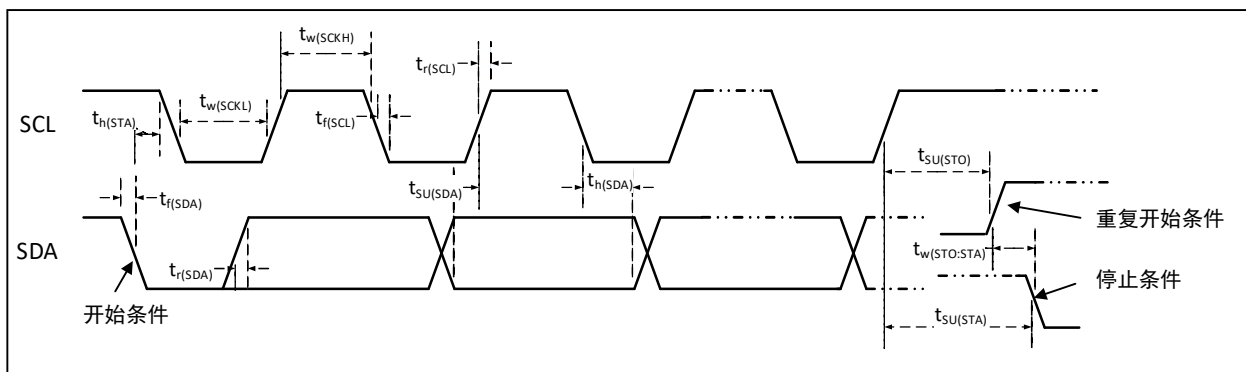 tw(SCKH)
tr(SCL)
SCL
tw(SCKL)
th(STA)
tf(SCL)
tSU(STO)
tSU(SDA)
th(SDA)
tf(SDA)
重复开始条件
SDA
tw(STO:STA)
tr(SDA)
停止条件
开始条件
tSU(STA)